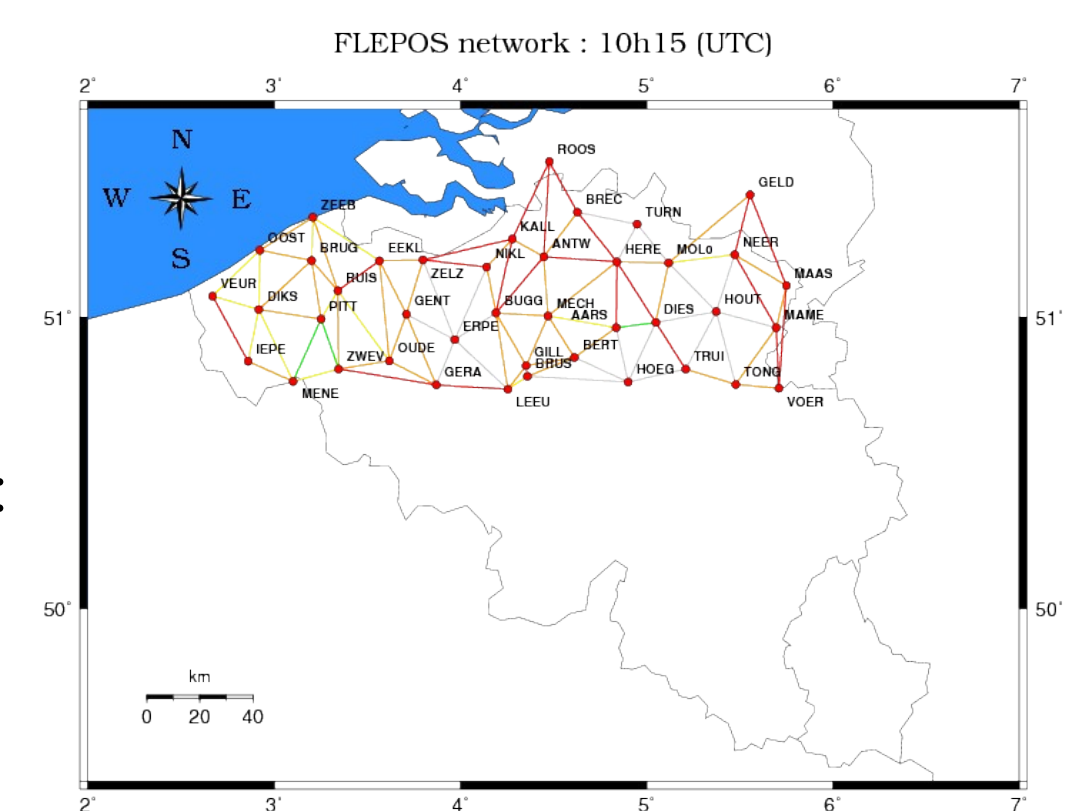 FLEPOS network : 10h15 (UTC)
2° 3° 4° 5° 6° 7°
N
W E
S
ROOS
GELD
BREC
ZEEB
TURN
KALL
OOST
BRUG EEKL
ANTW
HERE MOLo NEER
NIKL
ZELZ
RUIS
MAAS
VEUR
DIKS
PITT
GENT
BUGG
MECH
AARS
DIES
HOUT
MAME
51° 51°
ERPE
IEPE
ZWEV
OUDE
GILL
BERT
BRUS
HOEG
TRUI
TONG
GERA
MENE
LEEU
VOER
50° 50°
km
0 20 40
2° 3° 4° 5° 6° 7°